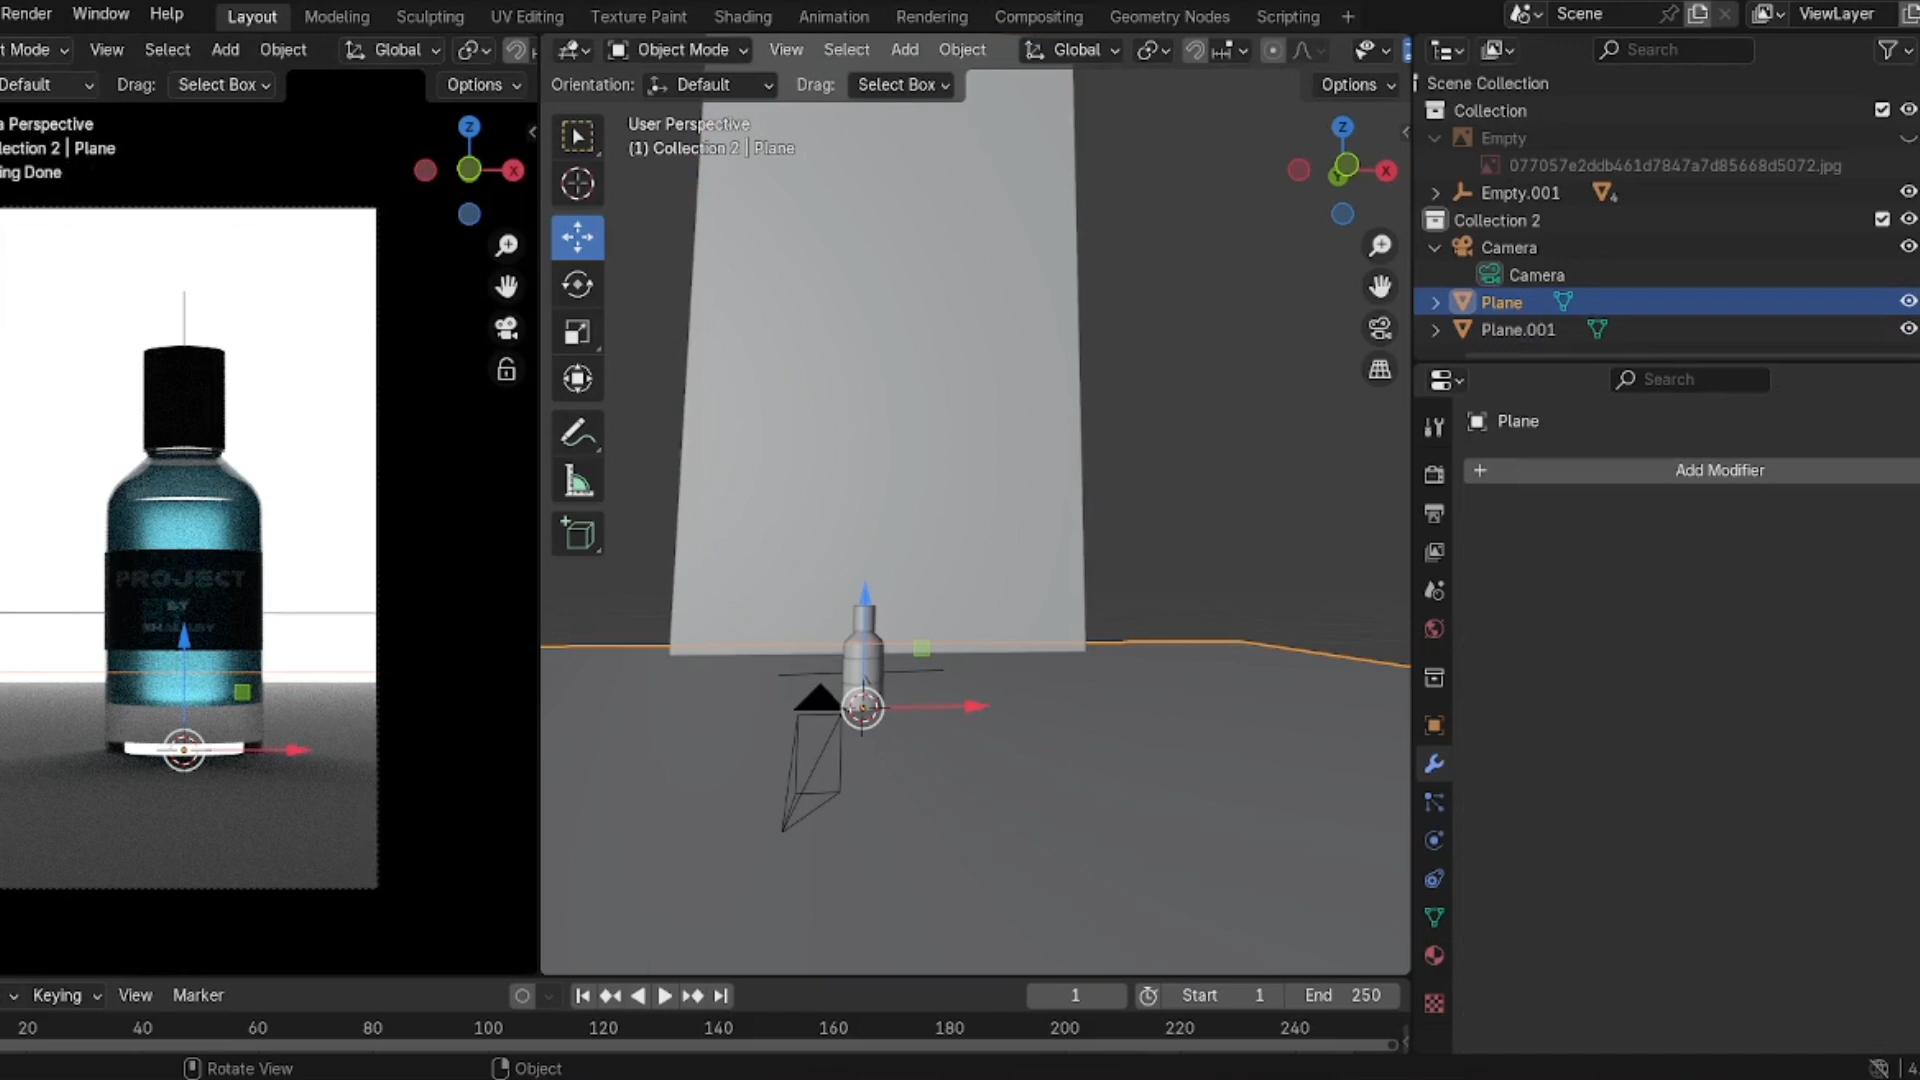 Render Window Help Layout Modeling Sculpting UV Editing Texture Paint Shading Animation Rendering Compositing Geometry Nodes Scripting + Scene ViewLayer
t Mode View Select Add Object Global Object Mode View Select Add Object Global Search
Default Drag: Select Box Options Orientation: Default Drag: Select Box Options Scene Collection
Collection
a Perspective
lection 2 | Plane
ing Done
User Perspective
(1) Collection 2 | Plane
Z
X
Z
Y
X
Empty
077057e2ddb461d7847a7d85668d5072.jpg
Empty.001 4
Collection 2
Camera
Camera
Plane
Plane.001
Search
Plane
+ Add Modifier
PROJECT
BY
Keying View Marker 1 Start 1 End 250
20 40 60 80 100 120 140 160 180 200 220 240
Rotate View Object 4.